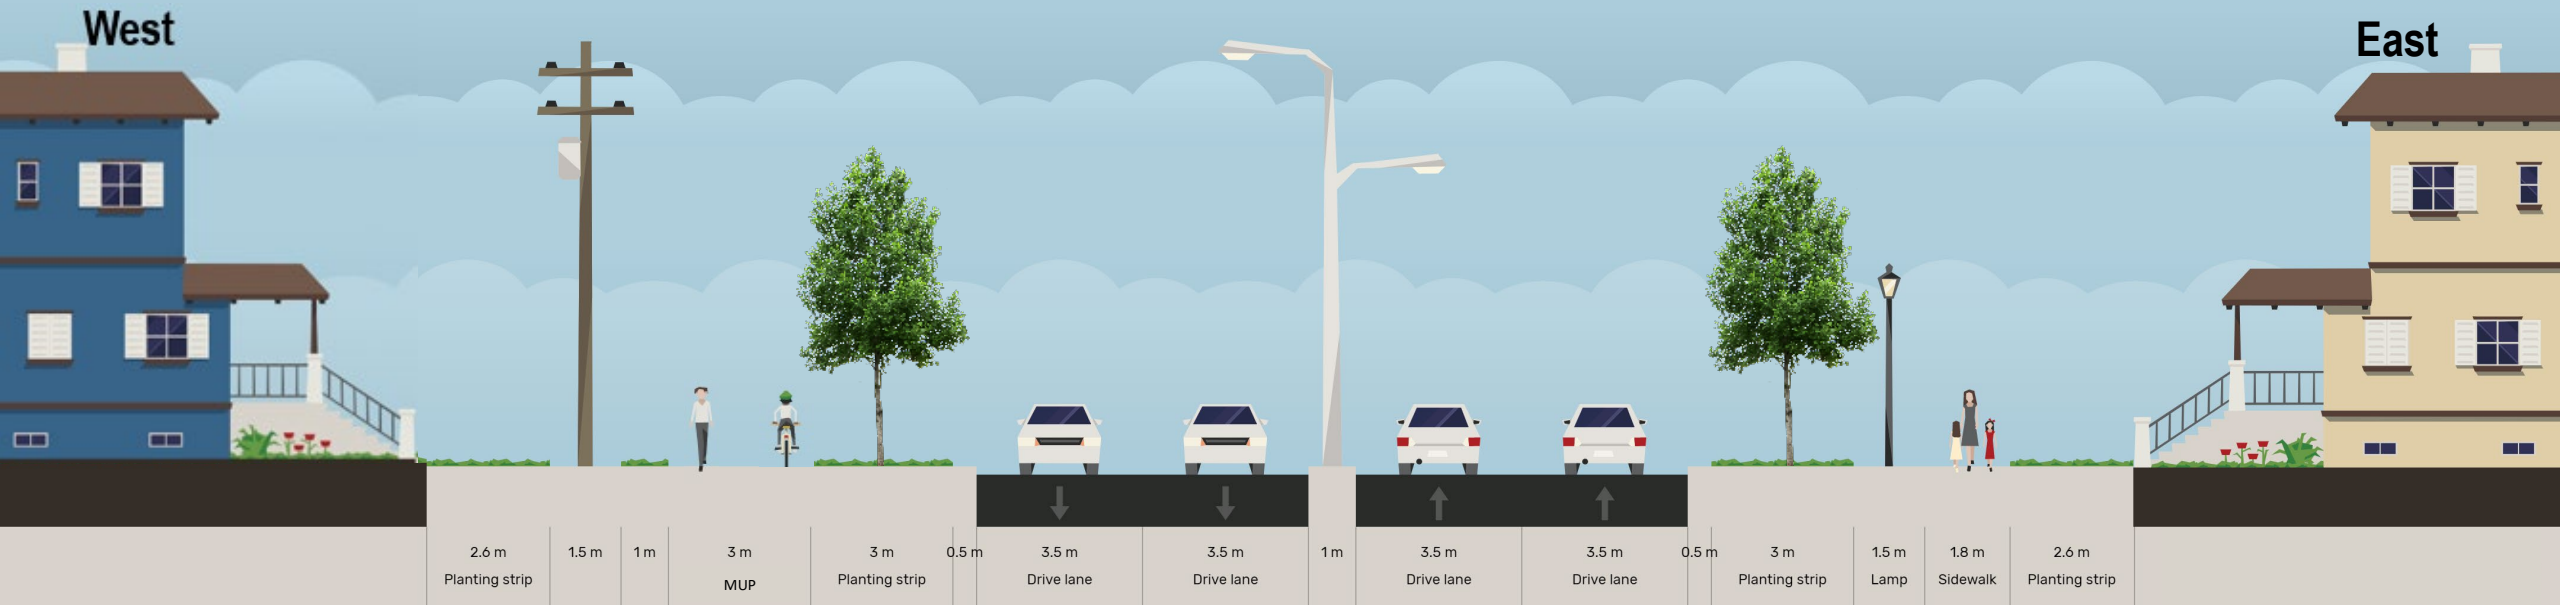 West
East
2.6 m
Planting strip
1.5 m
1 m
3 m
MUP
3 m
Planting strip
0.5 m
3.5 m
Drive lane
3.5 m
Drive lane
1 m
3.5 m
Drive lane
3.5 m
Drive lane
0.5 m
3 m
Planting strip
1.5 m
Lamp
1.8 m
Sidewalk
2.6 m
Planting strip